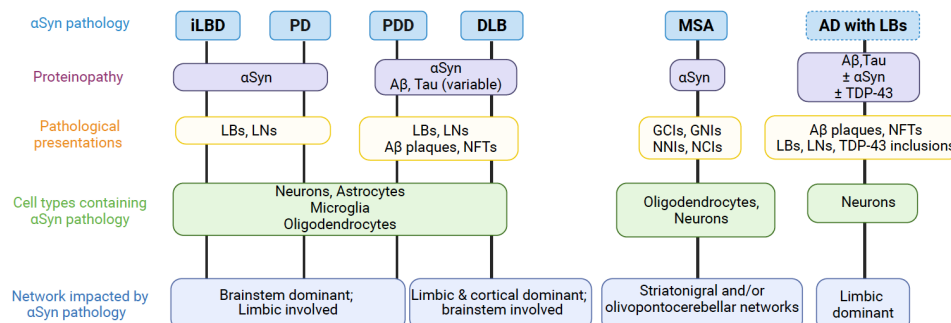 αSyn pathology
iLBD
PD
PDD
DLB
MSA
AD with LBs
Proteinopathy
αSyn
αSyn
Aβ, Tau (variable)
αSyn
Aβ,Tau
± αSyn
± TDP-43
Pathological
presentations
LBs, LNs
LBs, LNs
Aβ plaques, NFTs
GCIs, GNIs
NNIs, NCIs
Aβ plaques, NFTs
LBs, LNs, TDP-43 inclusions
Cell types containing
αSyn pathology
Neurons, Astrocytes
Microglia
Oligodendrocytes
Oligodendrocytes,
Neurons
Neurons
Network impacted by
αSyn pathology
Brainstem dominant;
Limbic involved
Limbic & cortical dominant;
brainstem involved
Striatonigral and/or
olivopontocerebellar networks
Limbic
dominant